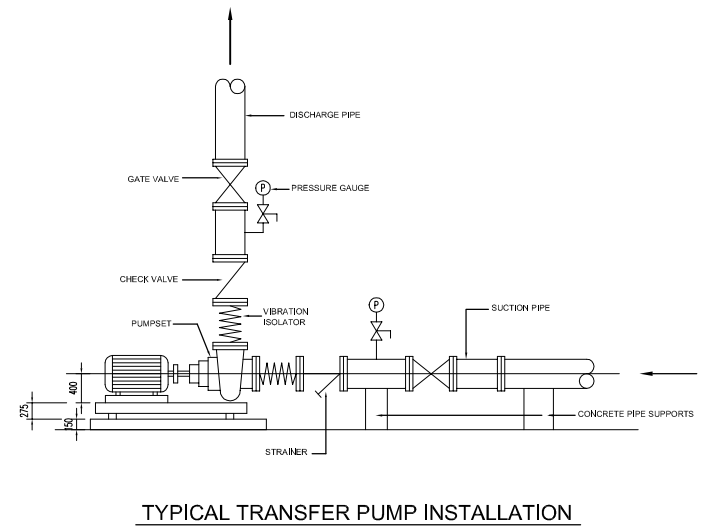 DISCHARGE PIPE
GATE VALVE
P
PRESSURE GAUGE
CHECK VALVE
VIBRATION
ISOLATOR
P
SUCTION PIPE
PUMPSET
400
275
150
CONCRETE PIPE SUPPORTS
STRAINER
TYPICAL TRANSFER PUMP INSTALLATION